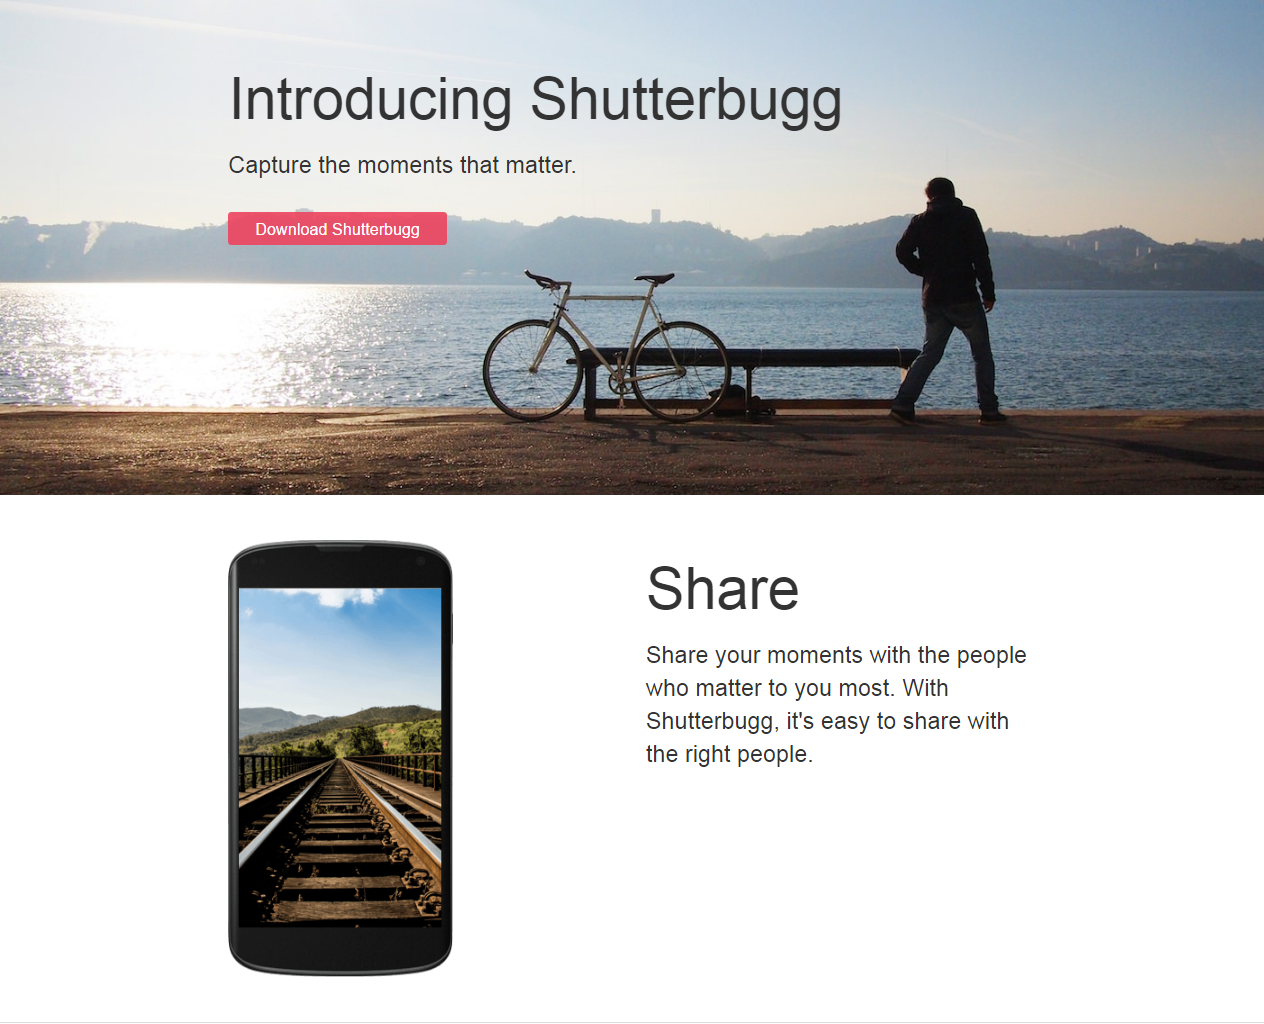 Introducing Shutterbugg
Capture the moments that matter.
Download Shutterbugg
Share
Share your moments with the people
who matter to you most. With
Shutterbugg, it's easy to share with
the right people.